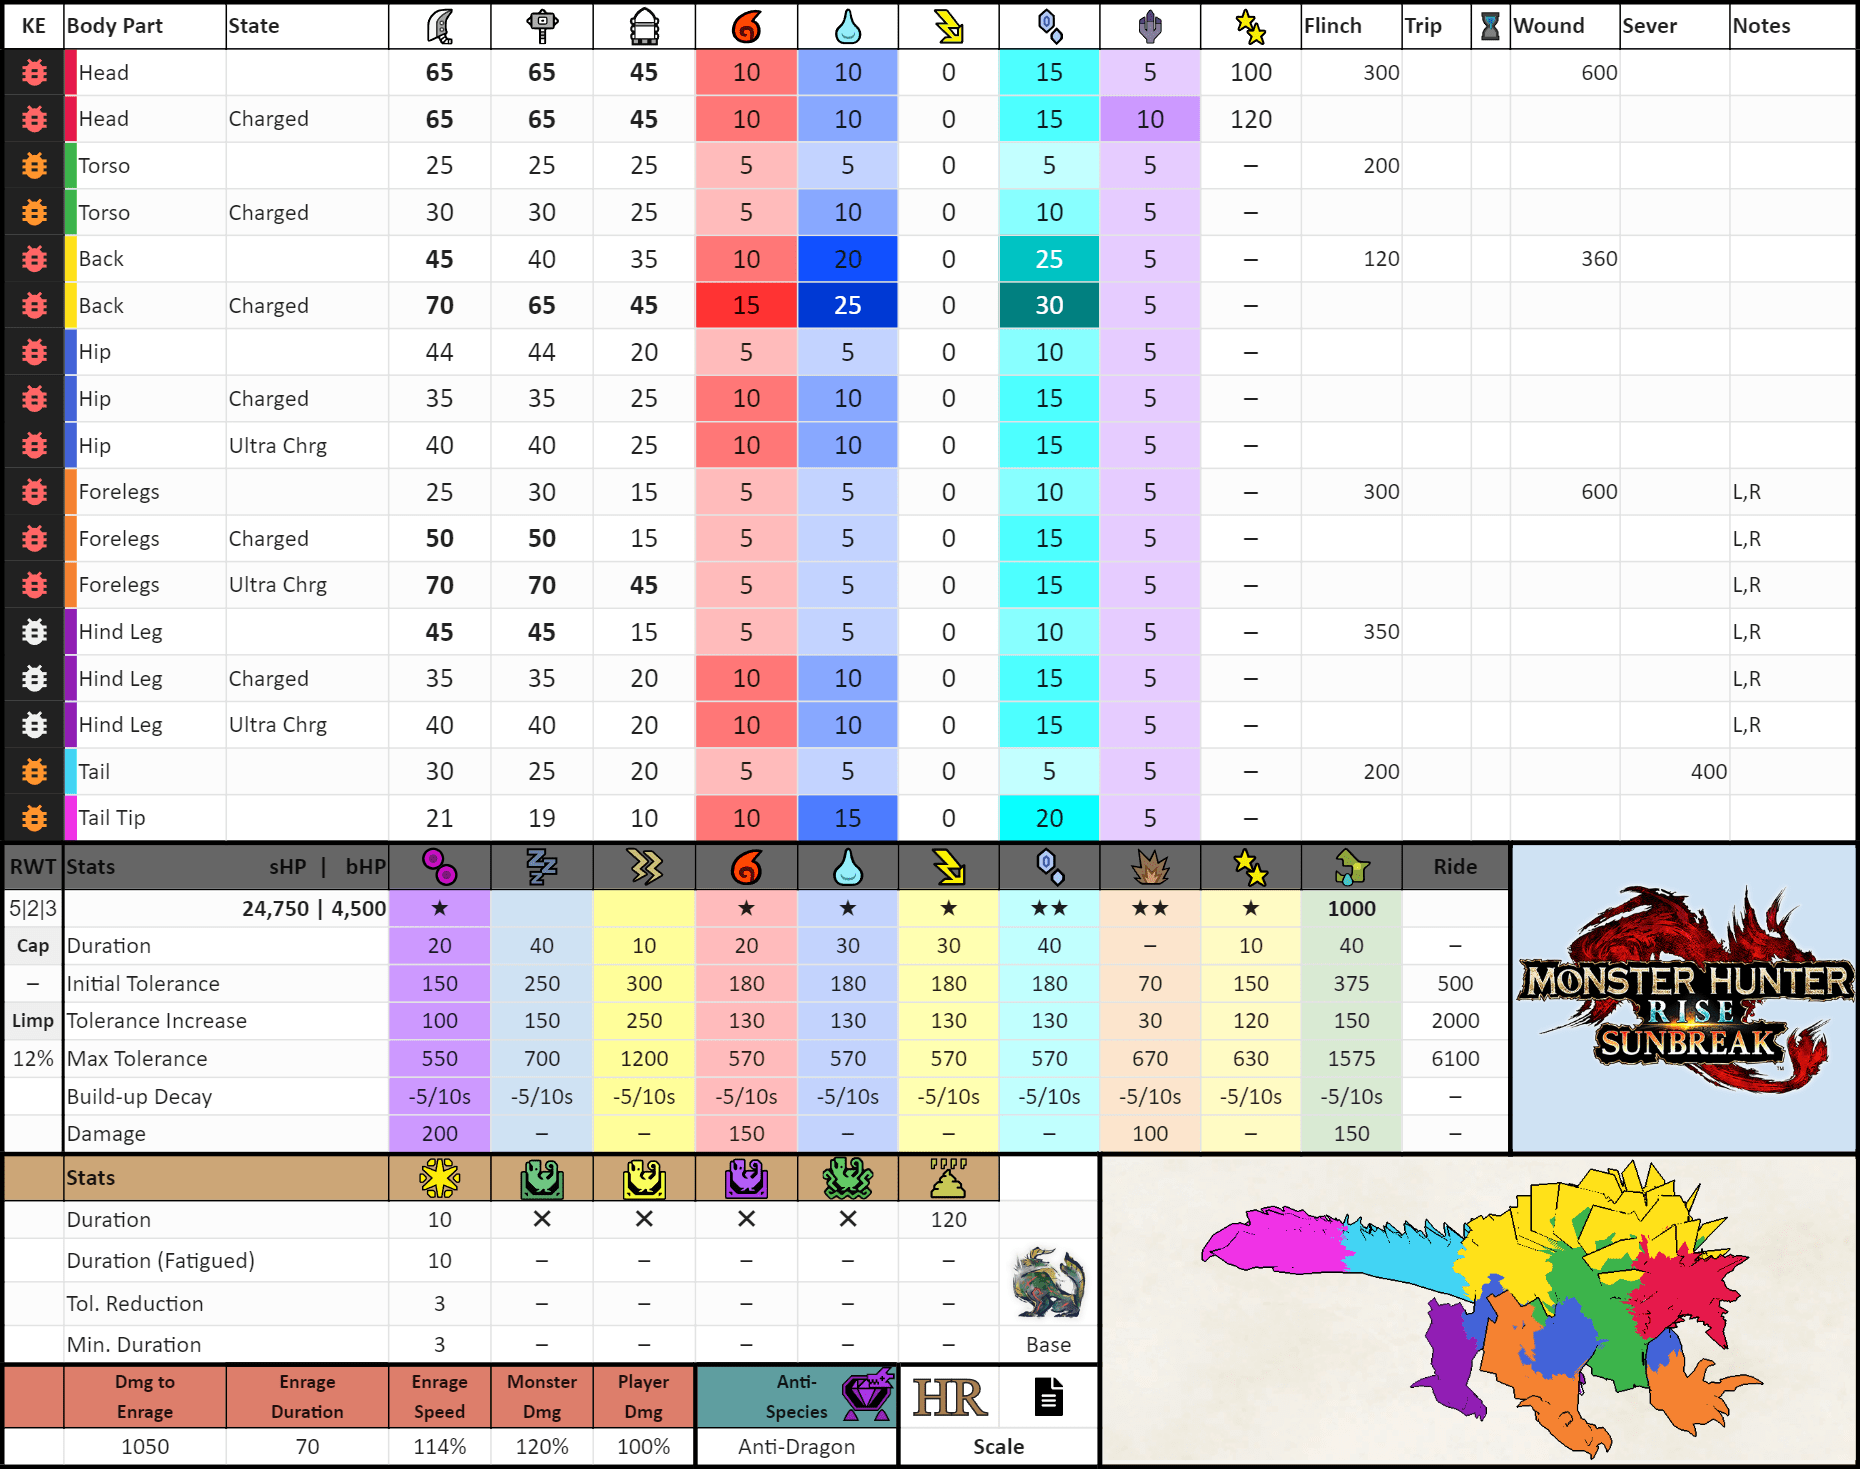 KE Body Part State Flinch Trip Wound Sever Notes
Head 65 65 45 10 10 0 15 5 100 300 600
Head Charged 65 65 45 10 10 0 15 10 120
Torso 25 25 25 5 5 0 5 5 – 200
Torso Charged 30 30 25 5 10 0 10 5 –
Back 45 40 35 10 20 0 25 5 – 120 360
Back Charged 70 65 45 15 25 0 30 5 –
Hip 44 44 20 5 5 0 10 5 –
Hip Charged 35 35 25 10 10 0 15 5 –
Hip Ultra Chrg 40 40 25 10 10 0 15 5 –
Forelegs 25 30 15 5 5 0 10 5 – 300 600 L,R
Forelegs Charged 50 50 15 5 5 0 15 5 – L,R
Forelegs Ultra Chrg 70 70 45 5 5 0 15 5 – L,R
Hind Leg 45 45 15 5 5 0 10 5 – 350 L,R
Hind Leg Charged 35 35 20 10 10 0 15 5 – L,R
Hind Leg Ultra Chrg 40 40 20 10 10 0 15 5 – L,R
Tail 30 25 20 5 5 0 5 5 – 200 400
Tail Tip 21 19 10 10 15 0 20 5 –
RWT Stats sHP | bHP Ride
5|2|3 24,750 | 4,500 ★ ★ ★ ★ ★★ ★★ ★ 1000
Cap Duration 20 40 10 20 30 30 40 – 10 40 –
– Initial Tolerance 150 250 300 180 180 180 180 70 150 375 500
Limp Tolerance Increase 100 150 250 130 130 130 130 30 120 150 2000
12% Max Tolerance 550 700 1200 570 570 570 570 670 630 1575 6100
Build-up Decay -5/10s -5/10s -5/10s -5/10s -5/10s -5/10s -5/10s -5/10s -5/10s -5/10s –
Damage 200 – – 150 – – – 100 – 150 –
MONSTER HUNTER
RISE
SUNBREAK
TM
Stats
Duration 10 ✕ ✕ ✕ ✕ 120
Duration (Fatigued) 10 – – – – –
Tol. Reduction 3 – – – – –
Min. Duration 3 – – – – – Base
Dmg to Enrage Enrage Monster Player Anti-
Enrage Duration Speed Dmg Dmg Species HR
1050 70 114% 120% 100% Anti-Dragon Scale